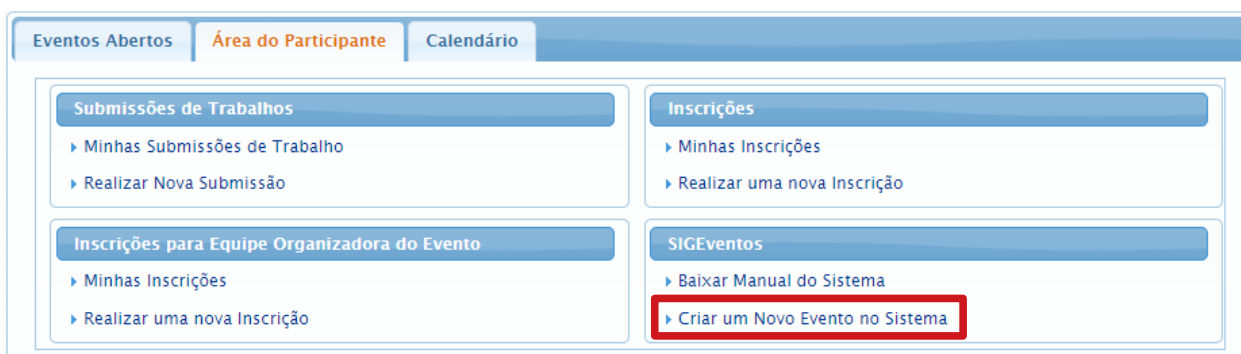 Eventos Abertos
Área do Participante
Calendário
Submissões de Trabalhos
Minhas Submissões de Trabalho
Realizar Nova Submissão
Inscrições
Minhas Inscrições
Realizar uma nova Inscrição
Inscrições para Equipe Organizadora do Evento
Minhas Inscrições
Realizar uma nova Inscrição
SIGEventos
Baixar Manual do Sistema
Criar um Novo Evento no Sistema